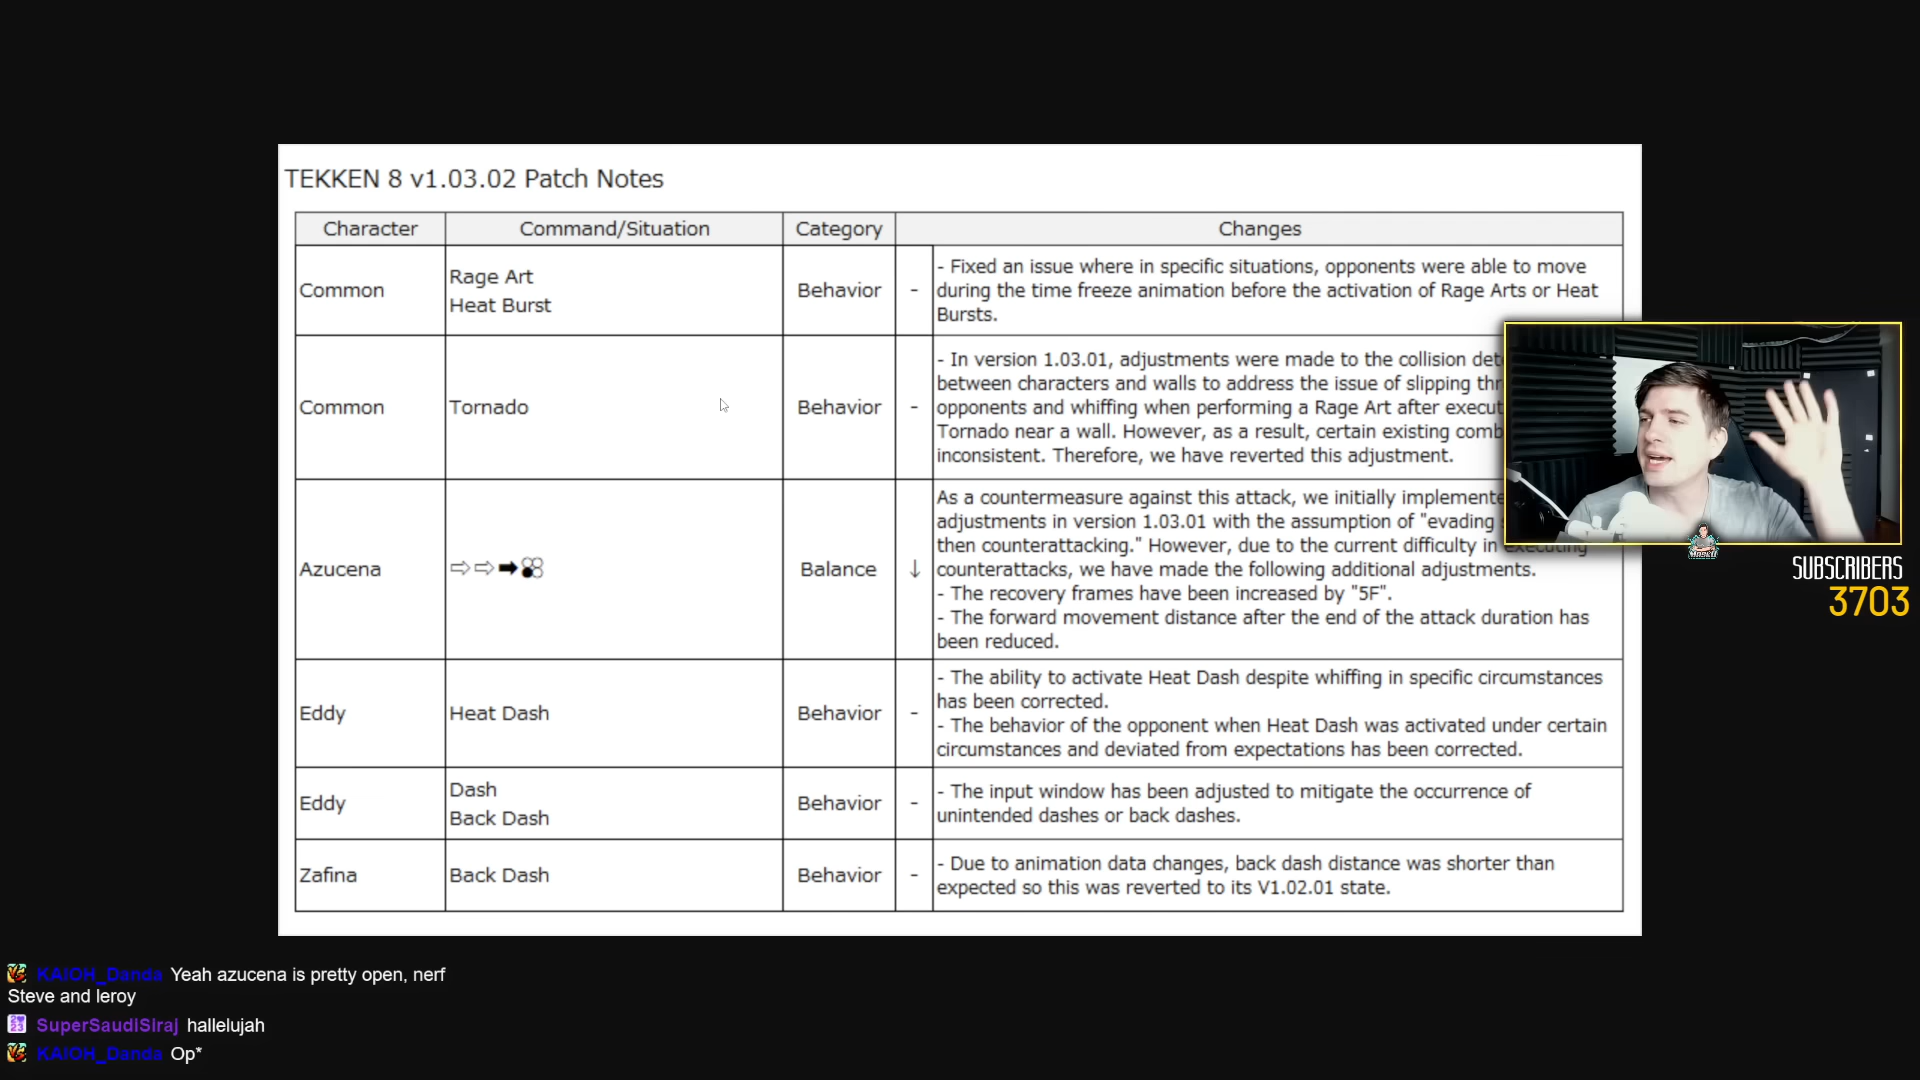 TEKKEN 8 v1.03.02 Patch Notes
Character Command/Situation Category Changes
Common
Rage Art
Heat Burst
Behavior
-
- Fixed an issue where in specific situations, opponents were able to move
during the time freeze animation before the activation of Rage Arts or Heat
Bursts.
Common
Tornado
Behavior
-
- In version 1.03.01, adjustments were made to the collision
between characters and walls to address the issue of slipping
opponents and whiffing when performing a Rage Art after
Tornado near a wall. However, as a result, certain existing
inconsistent. Therefore, we have reverted this adjustment.
Azucena
Balance
↓
As a countermeasure against this attack, we initially
adjustments in version 1.03.01 with the assumption of "evading
then counterattacking." However, due to the current difficulty in executing
counterattacks, we have made the following additional adjustments.
- The recovery frames have been increased by "5F".
- The forward movement distance after the end of the attack duration has
been reduced.
Eddy
Heat Dash
Behavior
-
- The ability to activate Heat Dash despite whiffing in specific circumstances
has been corrected.
- The behavior of the opponent when Heat Dash was activated under certain
circumstances and deviated from expectations has been corrected.
Eddy
Dash
Back Dash
Behavior
-
- The input window has been adjusted to mitigate the occurrence of
unintended dashes or back dashes.
Zafina
Back Dash
Behavior
-
- Due to animation data changes, back dash distance was shorter than
expected so this was reverted to its V1.02.01 state.
SUBSCRIBERS
3703
KAIOH_Danda Yeah azucena is pretty open, nerf
Steve and leroy
SuperSaudiSiraj hallelujah
KAIOH_Danda Op*